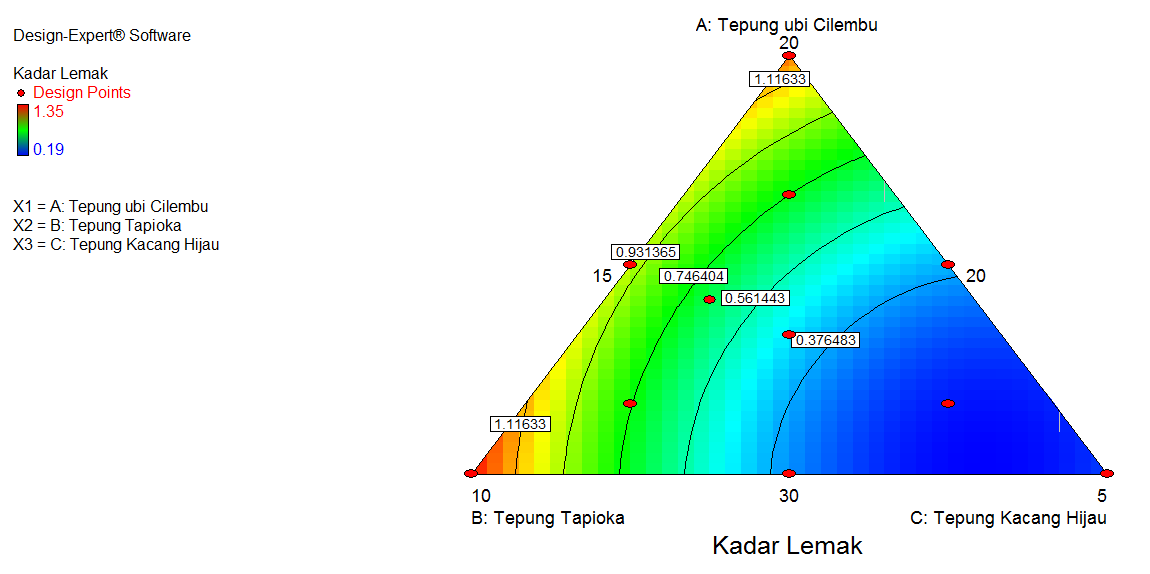 Design-Expert® Software
Kadar Lemak
Design Points
1.35
0.19
X1 = A: Tepung ubi Cilembu
X2 = B: Tepung Tapioka
X3 = C: Tepung Kacang Hijau
A: Tepung ubi Cilembu
20
1.11633
0.931365
15
0.746404
20
0.561443
0.376483
1.11633
10
30
5
B: Tepung Tapioka
C: Tepung Kacang Hijau
Kadar Lemak